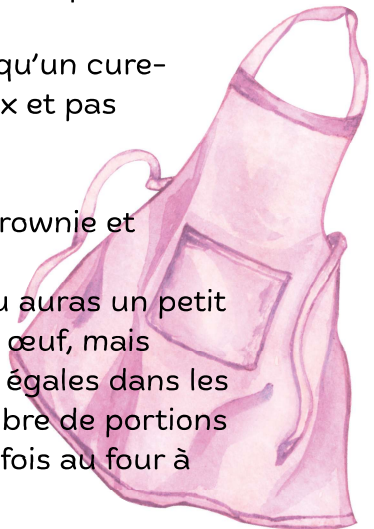 qu'un cure-
x et pas
rownie et
u auras un petit
œuf, mais
égales dans les
bre de portions
fois au four à